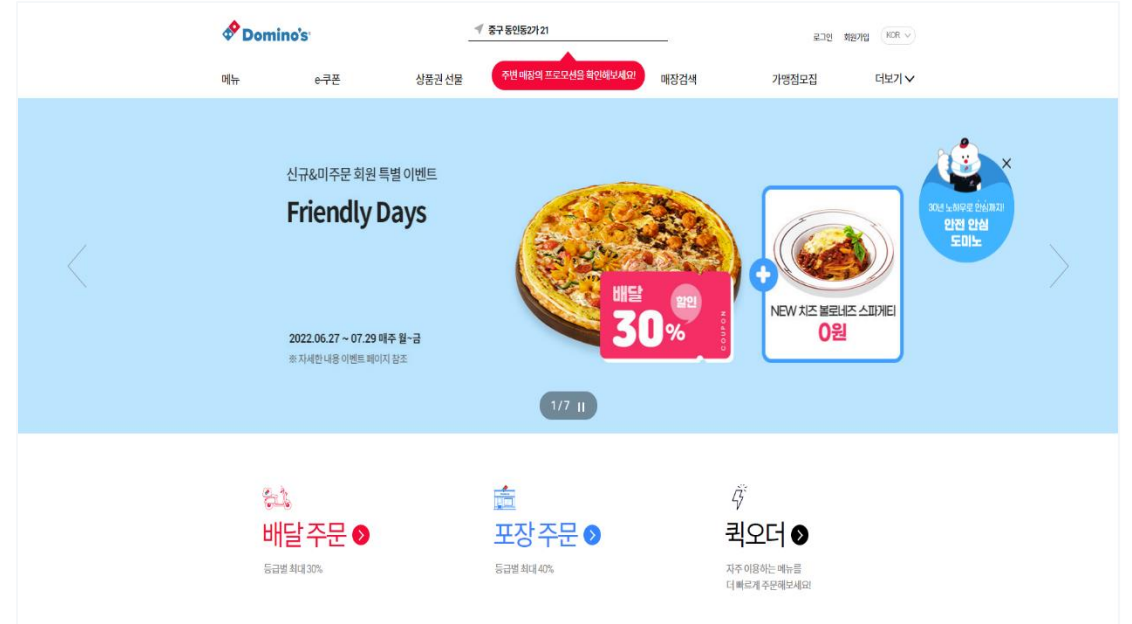 Domino's
중구 동인동2가 21
로그인 회원가입 KOR
메뉴 e-쿠폰 상품권 선물 주변 매장의 프로모션을 확인해보세요! 매장검색 가맹점모집 더보기
신규&미주문 회원 특별 이벤트
Friendly Days
2022.06.27 ~ 07.29 매주 월~금
※ 자세한 내용 이벤트 페이지 참조
배달
30%
할인
COUPON
NEW 치즈 볼로네즈 스파게티
0원
30년 노하우로 안심까지!
안전 안심
도미노
1/7
배달 주문
등급별 최대 30%
포장 주문
등급별 최대 40%
퀵오더
자주 이용하는 메뉴를
더 빠르게 주문해보세요!